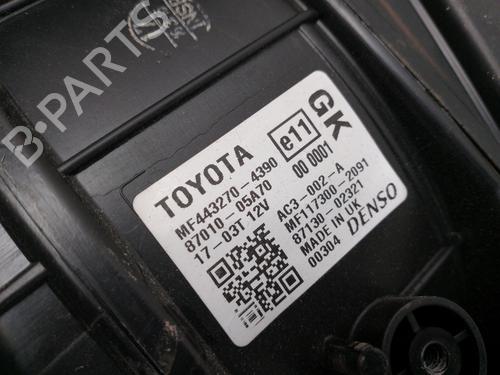 B-PARTS
GK
TOYOTA e11
MF443270-4390 00 0001
87010-05A70
17-03T 12V
AC3-002-A
MF117300-2091
87130-02321
MADE IN UK
00304 DENSO